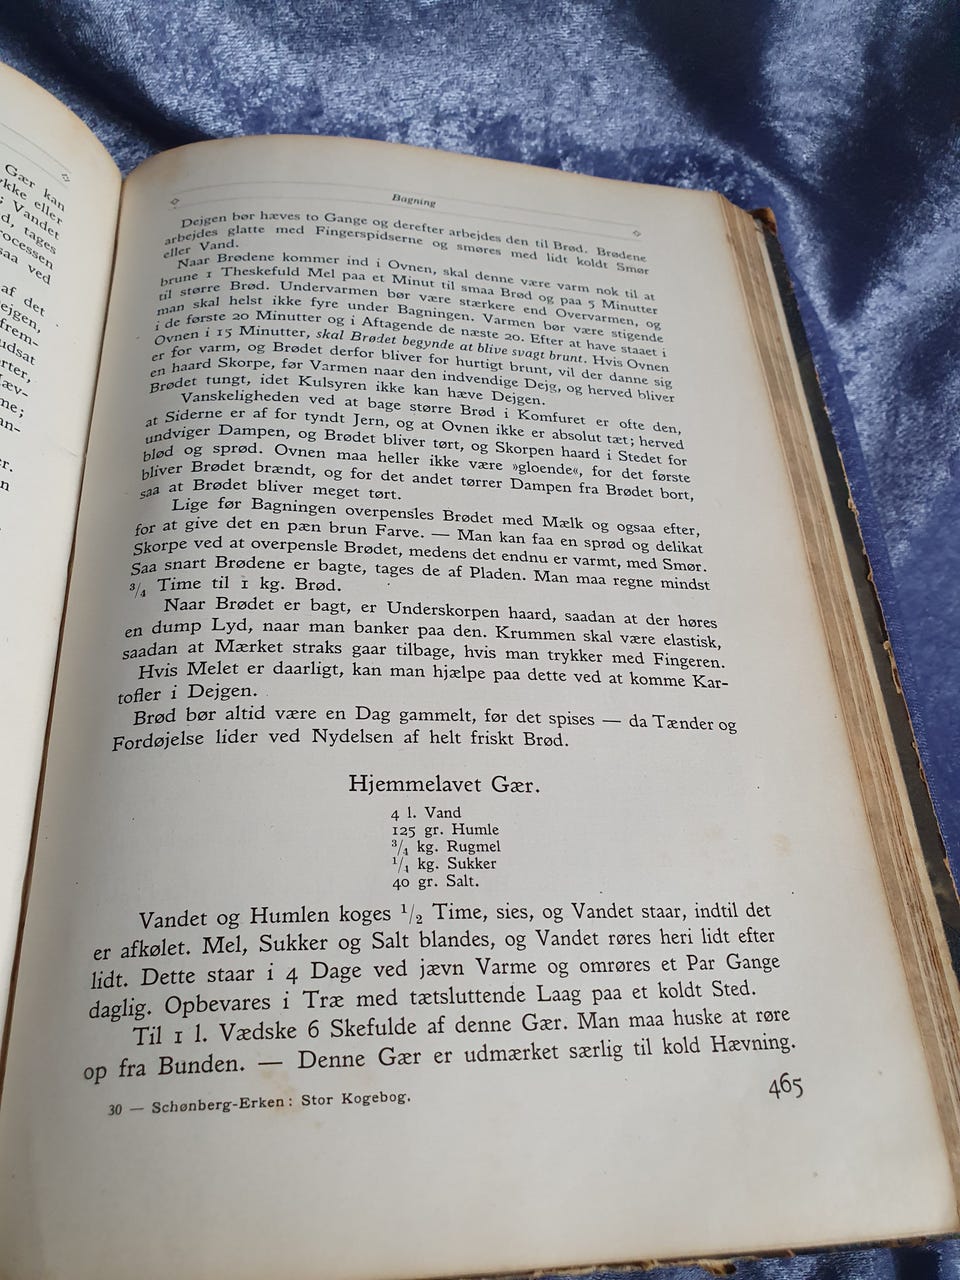 Gær kan
kke eller
; Vandet
d, tages
rocessen
saa ved
af det
ejgen,
frem-
udsat
rter,
Hæv-
me;
an-
er.
n
Bagning
Dejgen bør hæves to Gange og derefter arbejdes den til Brød. Brødene
arbejdes glatte med Fingerspidserne og smøres med lidt koldt Smør
eller Vand.
Naar Brødene kommer ind i Ovnen, skal denne være varm nok til at
brune 1 Theskefuld Mel paa et Minut til smaa Brød og paa 5 Minutter
til større Brød. Undervarmen bør være stærkere end Overvarmen, og
man skal helst ikke fyre under Bagningen. Varmen bør være stigende
i de første 20 Minutter og i Aftagende de næste 20. Efter at have staaet i
Ovnen i 15 Minutter, skal Brødet begynde at blive svagt brunt. Hvis Ovnen
er for varm, og Brødet derfor bliver for hurtigt brunt, vil der danne sig
en haard Skorpe, før Varmen naar den indvendige Dejg, og herved bliver
Brødet tungt, idet Kulsyren ikke kan hæve Dejgen.
Vanskeligheden ved at bage større Brød i Komfuret er ofte den,
at Siderne er af for tyndt Jern, og at Ovnen ikke er absolut tæt; herved
undviger Dampen, og Brødet bliver tørt, og Skorpen haard i Stedet for
blød og sprød. Ovnen maa heller ikke være »gloende«, for det første
bliver Brødet brændt, og for det andet tørrer Dampen fra Brødet bort,
saa at Brødet bliver meget tørt.
Lige før Bagningen overpensles Brødet med Mælk og ogsaa efter,
for at give det en pæn brun Farve. — Man kan faa en sprød og delikat
Skorpe ved at overpensle Brødet, medens det endnu er varmt, med Smør.
Saa snart Brødene er bagte, tages de af Pladen. Man maa regne mindst
3/4 Time til 1 kg. Brød.
Naar Brødet er bagt, er Underskorpen haard, saadan at der høres
en dump Lyd, naar man banker paa den. Krummen skal være elastisk,
saadan at Mærket straks gaar tilbage, hvis man trykker med Fingeren.
Hvis Melet er daarligt, kan man hjælpe paa dette ved at komme Kar-
tofler i Dejgen.
Brød bør altid være en Dag gammelt, før det spises — da Tænder og
Fordøjelse lider ved Nydelsen af helt friskt Brød.
Hjemmelavet Gær.
4 l. Vand
125 gr. Humle
3/4 kg. Rugmel
1/4 kg. Sukker
40 gr. Salt.
Vandet og Humlen koges 1/2 Time, sies, og Vandet staar, indtil det
er afkølet. Mel, Sukker og Salt blandes, og Vandet røres heri lidt efter
lidt. Dette staar i 4 Dage ved jævn Varme og omrøres et Par Gange
daglig. Opbevares i Træ med tætsluttende Laag paa et koldt Sted.
Til 1 l. Vædske 6 Skefulde af denne Gær. Man maa huske at røre
op fra Bunden. — Denne Gær er udmærket særlig til kold Hævning.
30 — Schønberg-Erken: Stor Kogebog.
465